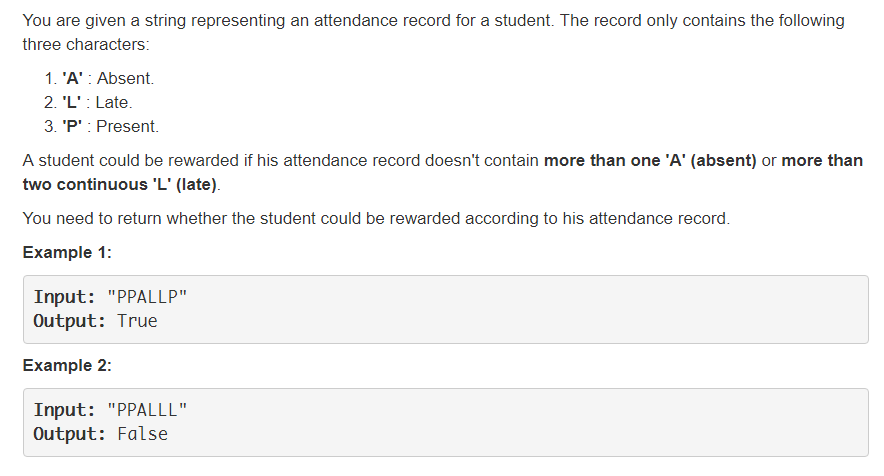 You are given a string representing an attendance record for a student. The record only contains the following
three characters:
1. 'A' : Absent.
2. 'L' : Late.
3. 'P' : Present.
A student could be rewarded if his attendance record doesn't contain more than one 'A' (absent) or more than
two continuous 'L' (late).
You need to return whether the student could be rewarded according to his attendance record.
Example 1:
Input: "PPALLP"
Output: True
Example 2:
Input: "PPALLL"
Output: False